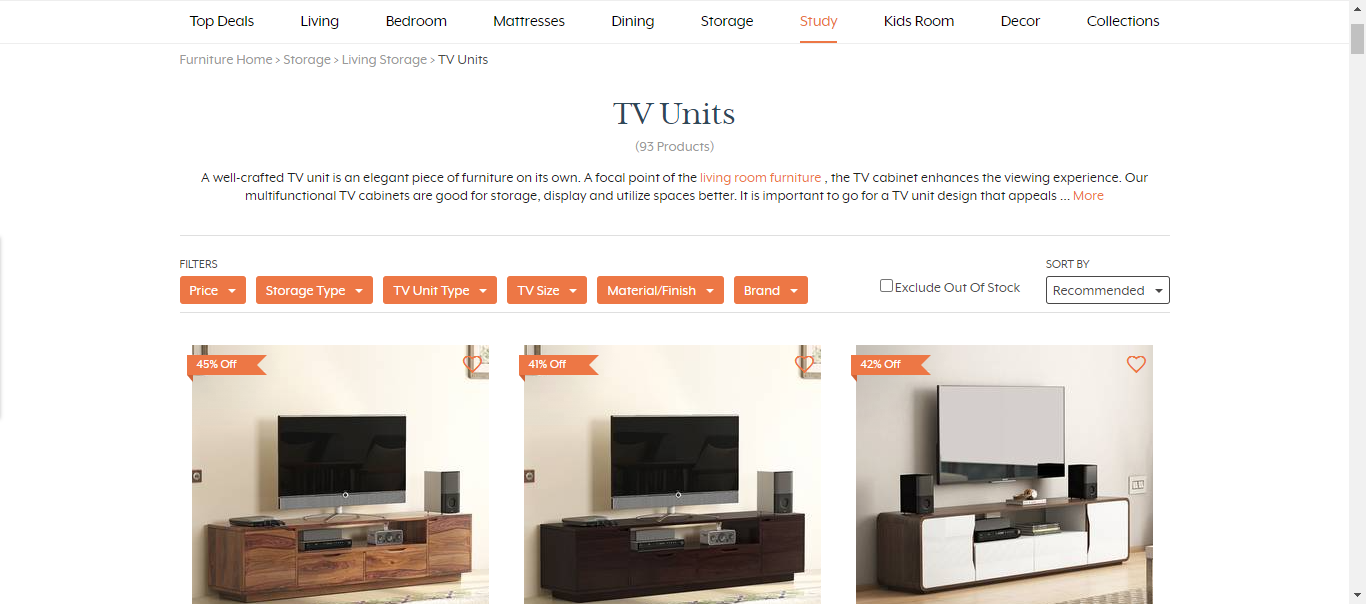 Top Deals Living Bedroom Mattresses Dining Storage Study Kids Room Decor Collections
Furniture Home > Storage > Living Storage > TV Units
TV Units
(93 Products)
A well-crafted TV unit is an elegant piece of furniture on its own. A focal point of the living room furniture , the TV cabinet enhances the viewing experience. Our
multifunctional TV cabinets are good for storage, display and utilize spaces better. It is important to go for a TV unit design that appeals ... More
FILTERS
SORT BY
Price Storage Type TV Unit Type TV Size Material/Finish Brand
Exclude Out Of Stock
Recommended
45% Off
41% Off
42% Off